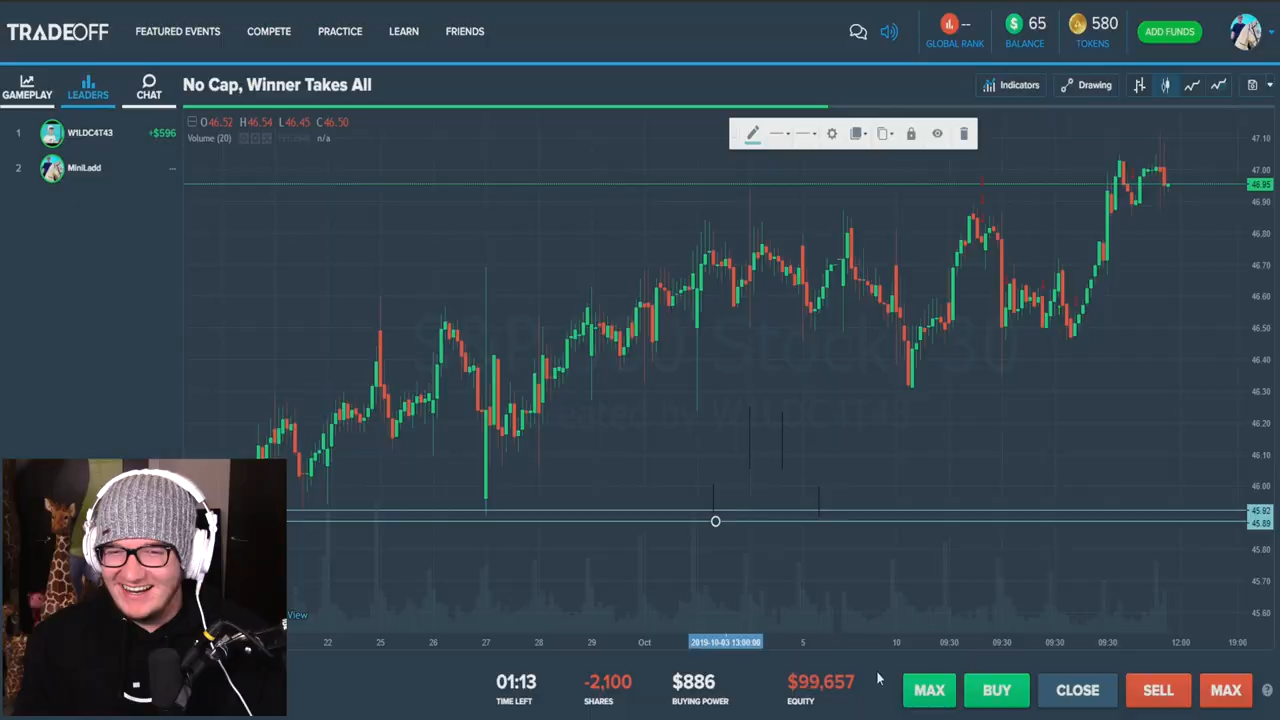 TRADEOFF
FEATURED EVENTS
COMPETE
PRACTICE
LEARN
FRIENDS
--
GLOBAL RANK
$ 65
BALANCE
580
TOKENS
ADD FUNDS
GAMEPLAY
LEADERS
CHAT
No Cap, Winner Takes All
Indicators
Drawing
1 W1LDC4T43 +$596
2 MiniLadd --
O46.52 H46.54 L46.45 C46.50
Volume (20) n/a
47.10
47.00
46.95
46.90
46.80
46.70
46.60
46.50
46.40
46.30
46.20
46.10
46.00
45.92
45.89
45.80
45.70
45.60
S&P 500 Stock
Created by W1LDC4T43
View
22 25 26 27 28 29 Oct 2019-10-03 13:00:00 5 10 09:30 09:30 09:30 09:30 12:00 19:00
01:13
TIME LEFT
-2,100
SHARES
$886
BUYING POWER
$99,657
EQUITY
MAX
BUY
CLOSE
SELL
MAX
?